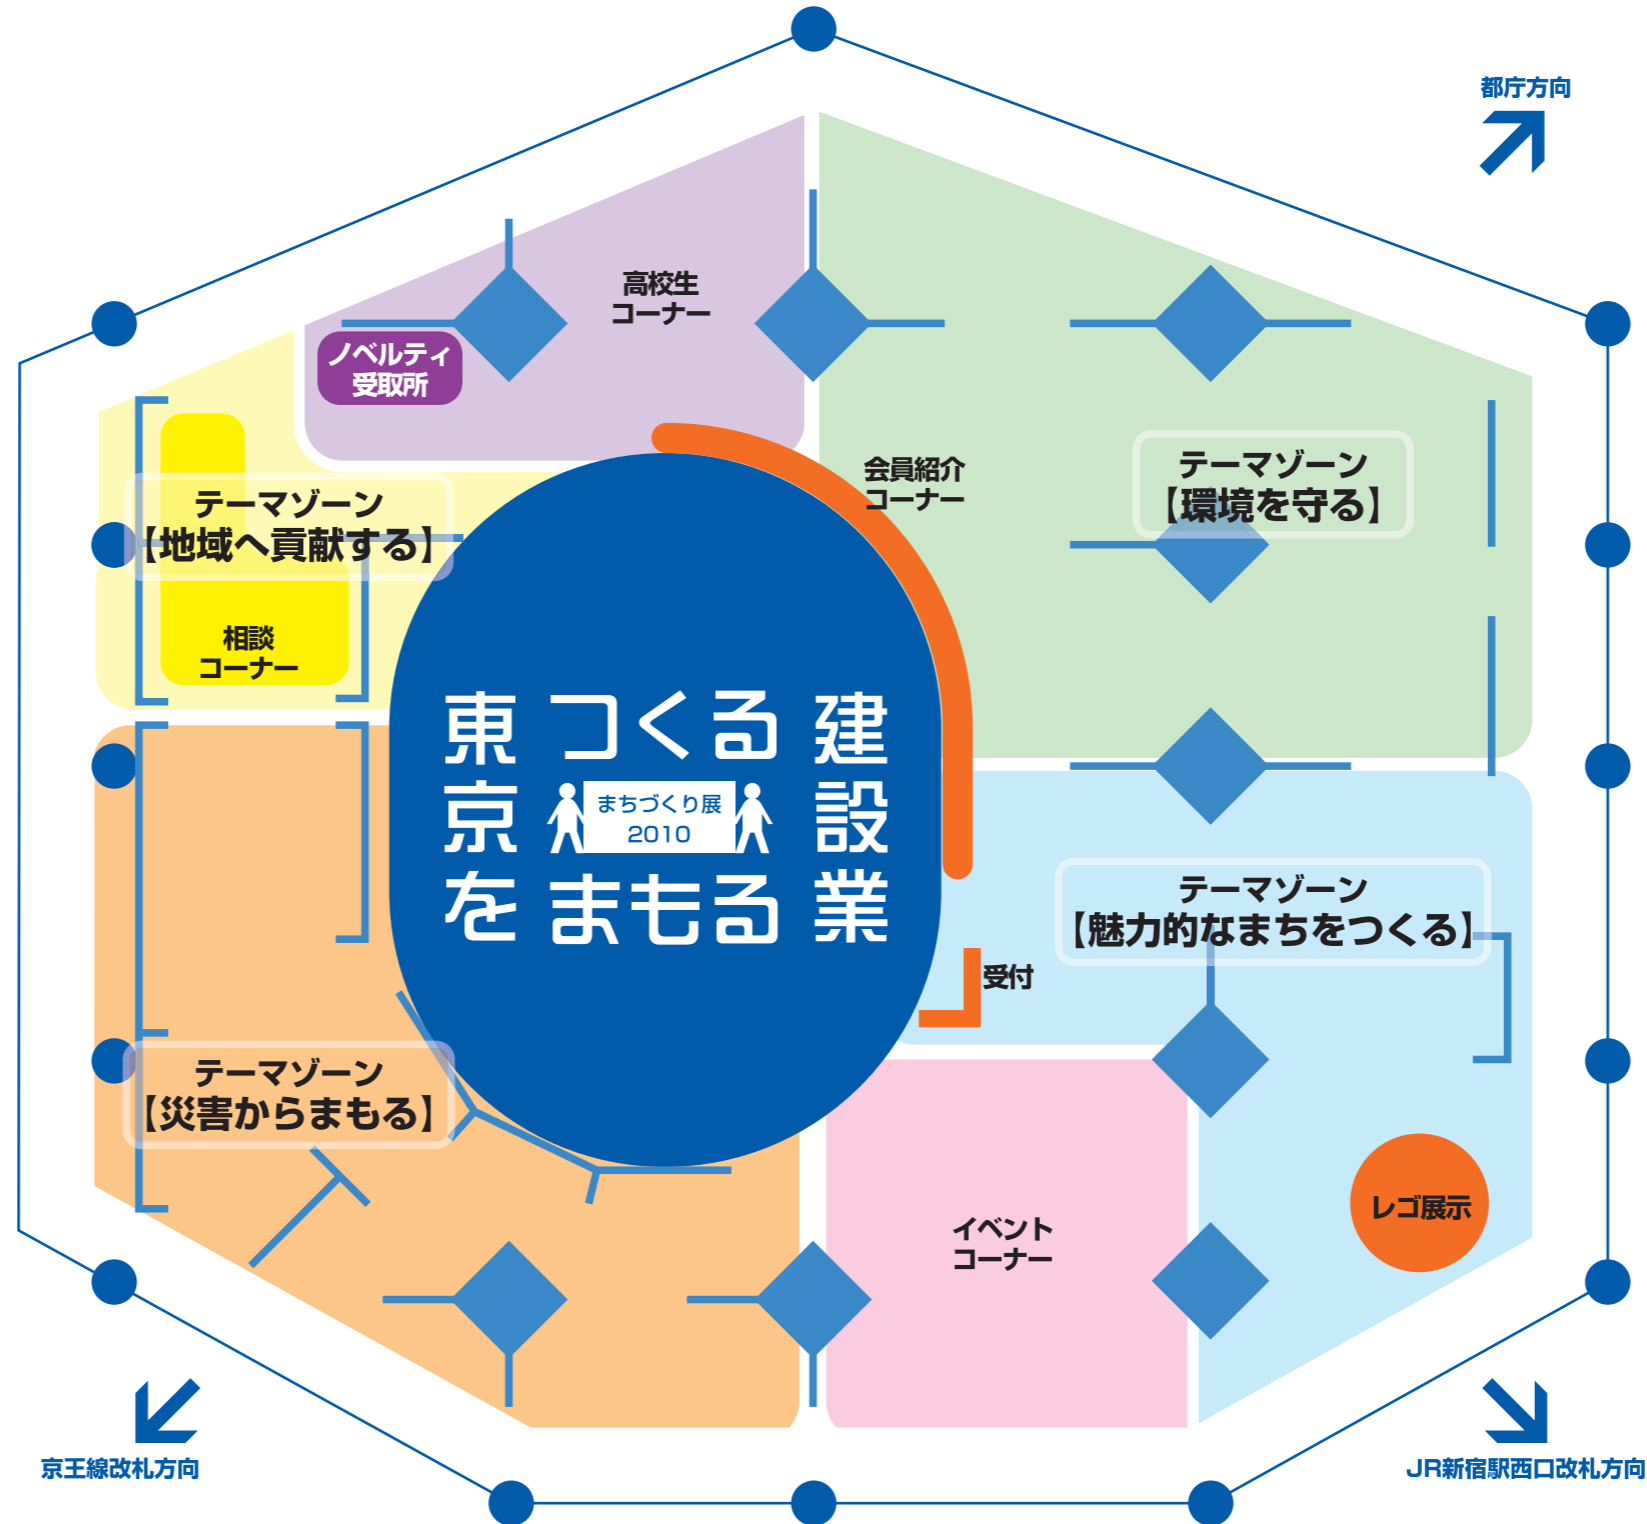 都庁方向
高校生
コーナー
ノベルティ
受取所
会員紹介
コーナー
テーマゾーン
【環境を守る】
テーマゾーン
【地域へ貢献する】
相談
コーナー
東京を
つくる
まちづくり展
2010
まもる
建設業
テーマゾーン
【魅力的なまちをつくる】
受付
テーマゾーン
【災害からまもる】
レゴ展示
イベント
コーナー
京王線改札方向
JR新宿駅西口改札方向